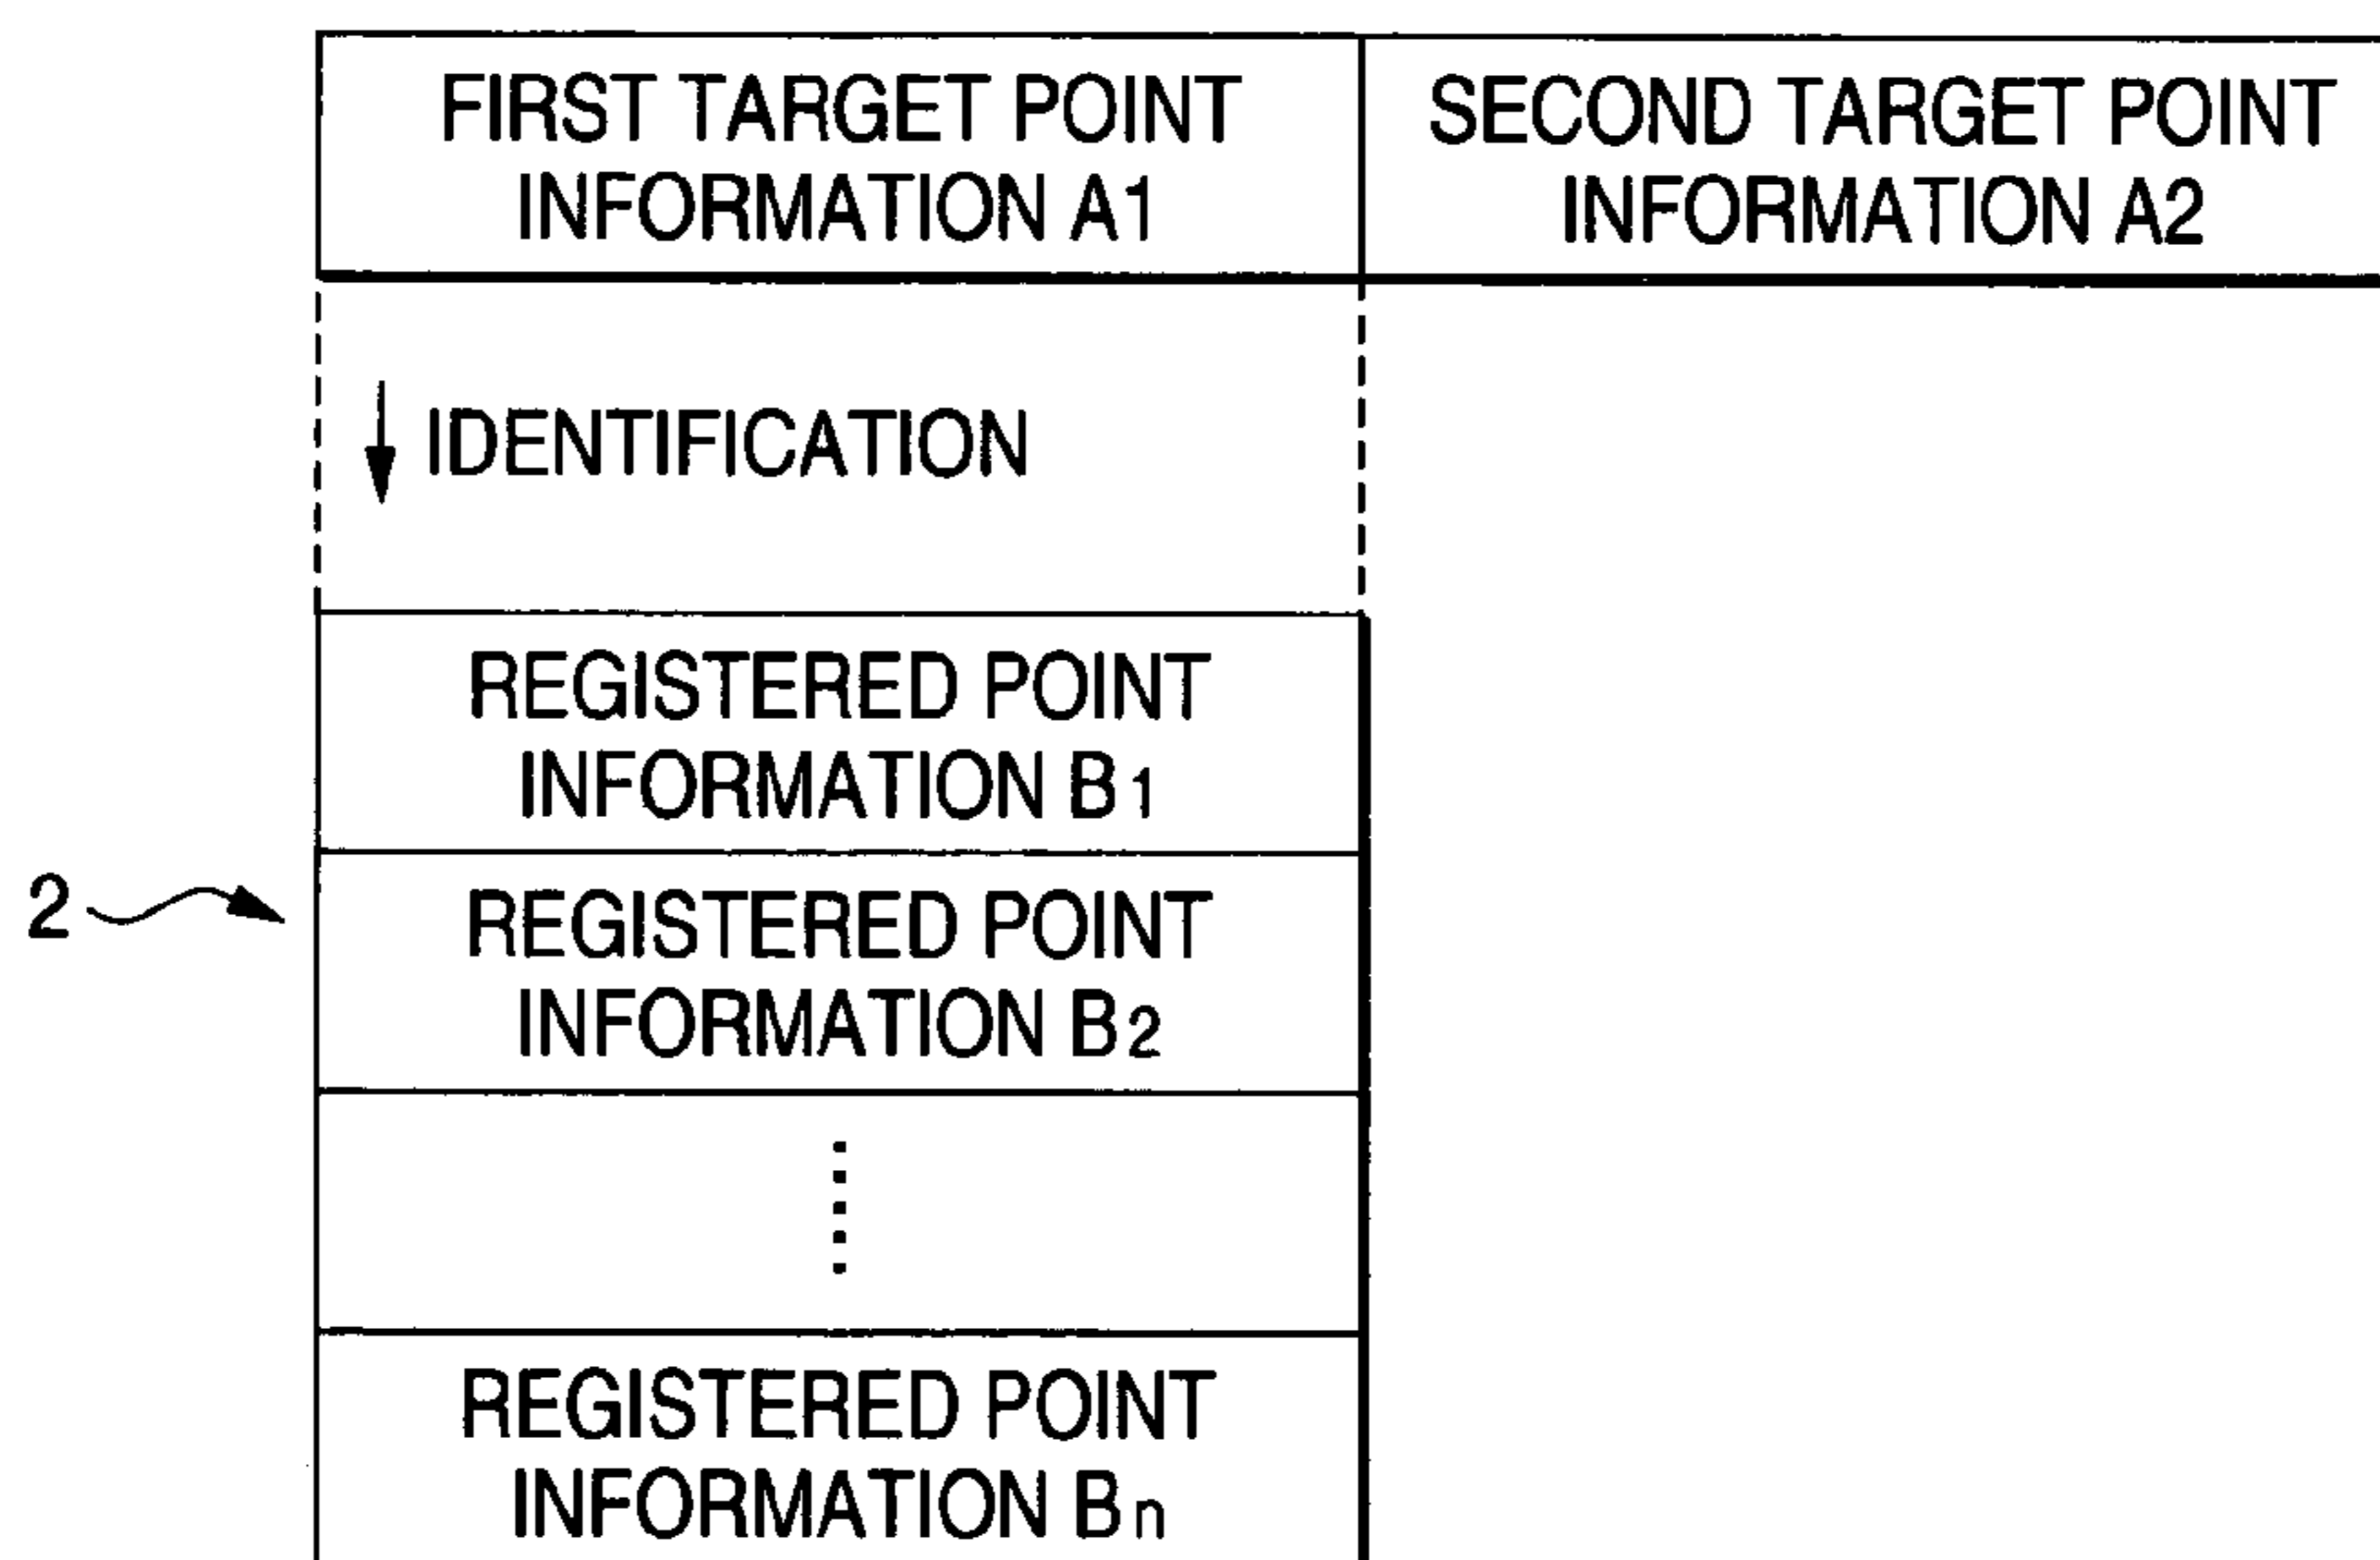 FIRST TARGET POINT
INFORMATION A1
SECOND TARGET POINT
INFORMATION A2
IDENTIFICATION
REGISTERED POINT
INFORMATION B1
2
REGISTERED POINT
INFORMATION B2
REGISTERED POINT
INFORMATION Bn